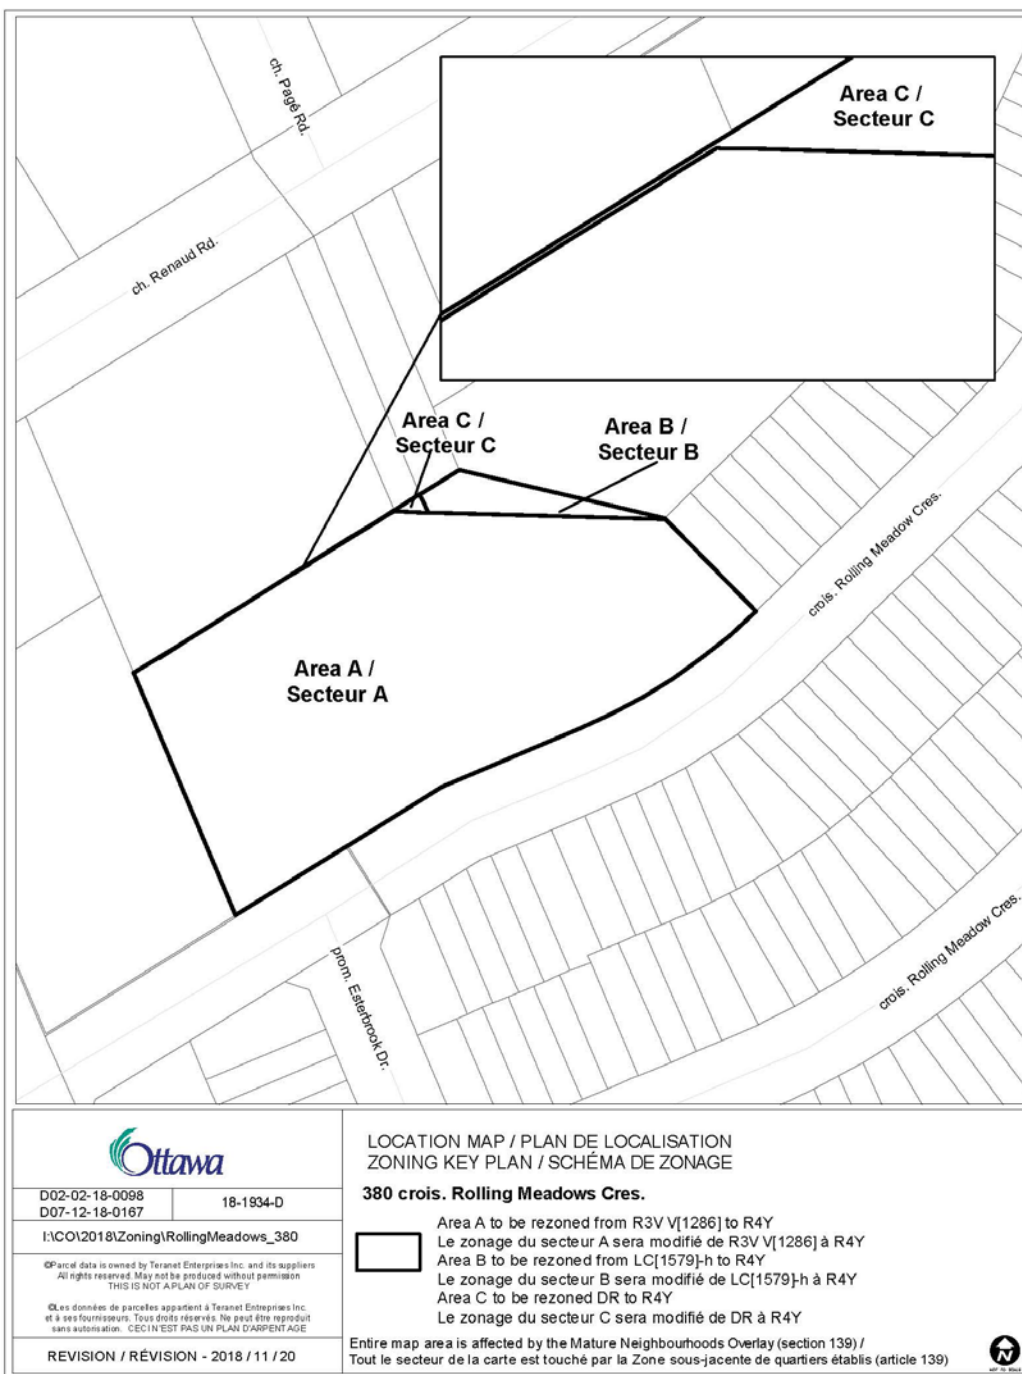 ch. Pagé Rd.
Area C /
Secteur C
ch. Renaud Rd.
Area C /
Secteur C
Area B /
Secteur B
crois. Rolling Meadow Cres.
Area A /
Secteur A
crois. Rolling Meadow Cres.
prom. Esterbrook Dr.
Ottawa
D02-02-18-0098
D07-12-18-0167
18-1934-D
I:\CO\2018\Zoning\RollingMeadows_380
©Parcel data is owned by Teranet Enterprises Inc. and its suppliers
All rights reserved. May not be produced without permission
THIS IS NOT A PLAN OF SURVEY
©Les données de parcelles appartient à Teranet Entreprises Inc.
et à ses fournisseurs. Tous droits réservés. Ne peut être reproduit
sans autorisation. CECI N'EST PAS UN PLAN D'ARPENTAGE
REVISION / RÉVISION - 2018 / 11 / 20
LOCATION MAP / PLAN DE LOCALISATION
ZONING KEY PLAN / SCHÉMA DE ZONAGE
380 crois. Rolling Meadows Cres.
Area A to be rezoned from R3V V[1286] to R4Y
Le zonage du secteur A sera modifié de R3V V[1286] à R4Y
Area B to be rezoned from LC[1579]-h to R4Y
Le zonage du secteur B sera modifié de LC[1579]-h à R4Y
Area C to be rezoned DR to R4Y
Le zonage du secteur C sera modifié de DR à R4Y
Entire map area is affected by the Mature Neighbourhoods Overlay (section 139) /
Tout le secteur de la carte est touché par la Zone sous-jacente de quartiers établis (article 139)
N
NOT TO SCALE